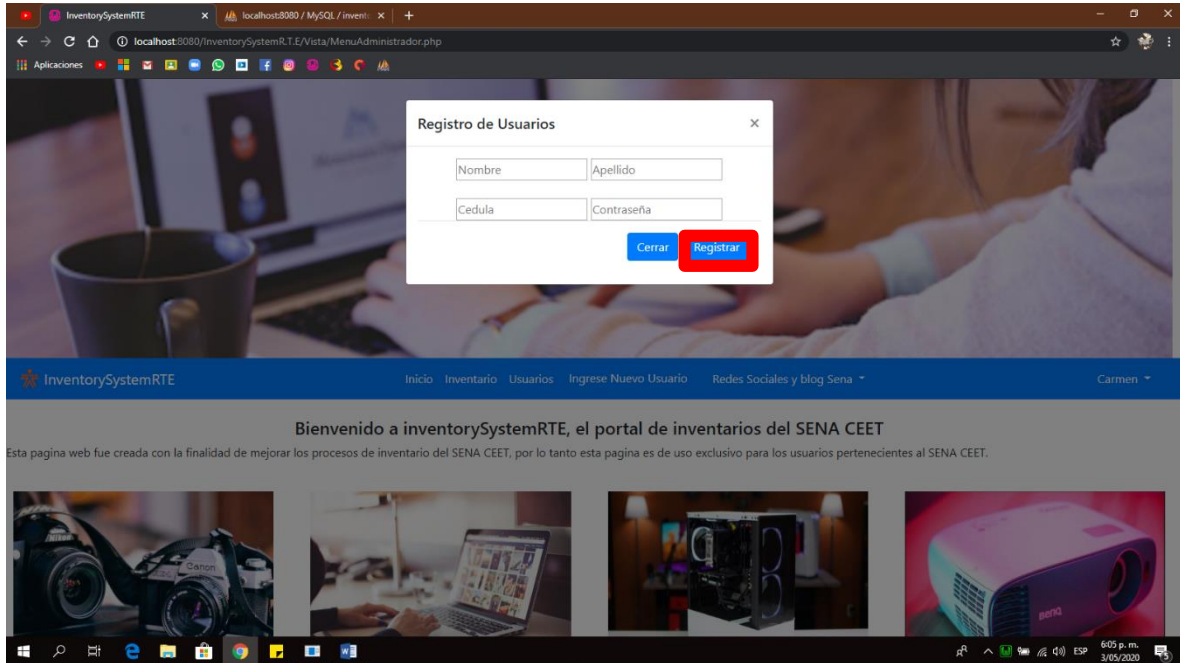 InventorySystemRTE
localhost:8080 / MySQL / invent
localhost:8080/InventorySystemR.T.E/Vista/MenuAdministrador.php
Aplicaciones
Registro de Usuarios
Nombre Apellido
Cedula Contraseña
Cerrar Registrar
InventorySystemRTE Inicio Inventario Usuarios Ingrese Nuevo Usuario Redes Sociales y blog Sena Carmen
Bienvenido a inventorySystemRTE, el portal de inventarios del SENA CEET
Esta pagina web fue creada con la finalidad de mejorar los procesos de inventario del SENA CEET, por lo tanto esta pagina es de uso exclusivo para los usuarios pertenecientes al SENA CEET.
Nikon
Canon
BenQ
ESP
6:05 p. m.
3/05/2020